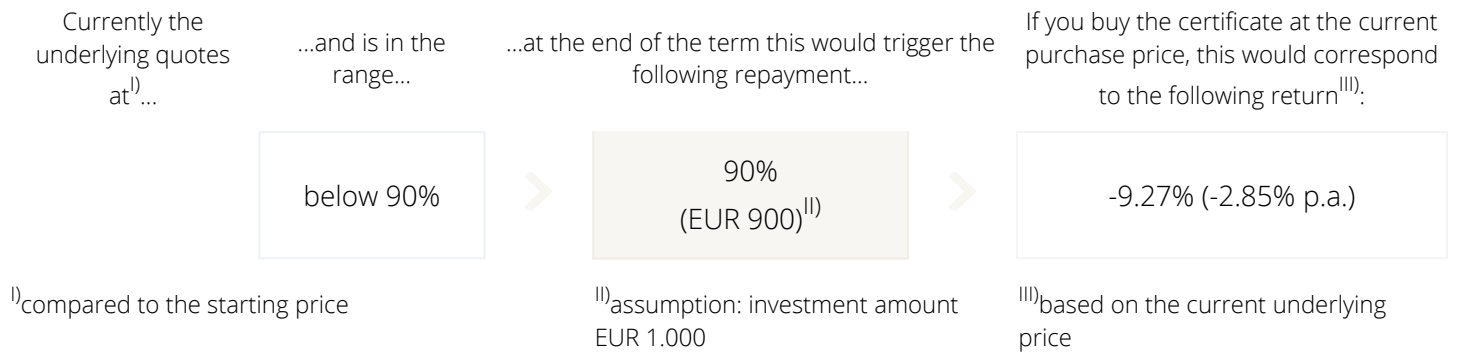 Currently the
underlying quotes
at^I)...
...and is in the
range...
...at the end of the term this would trigger the
following repayment...
If you buy the certificate at the current
purchase price, this would correspond
to the following return^III):
below 90%
90%
(EUR 900)^II)
-9.27% (-2.85% p.a.)
^I)compared to the starting price
^II)assumption: investment amount
EUR 1.000
^III)based on the current underlying
price